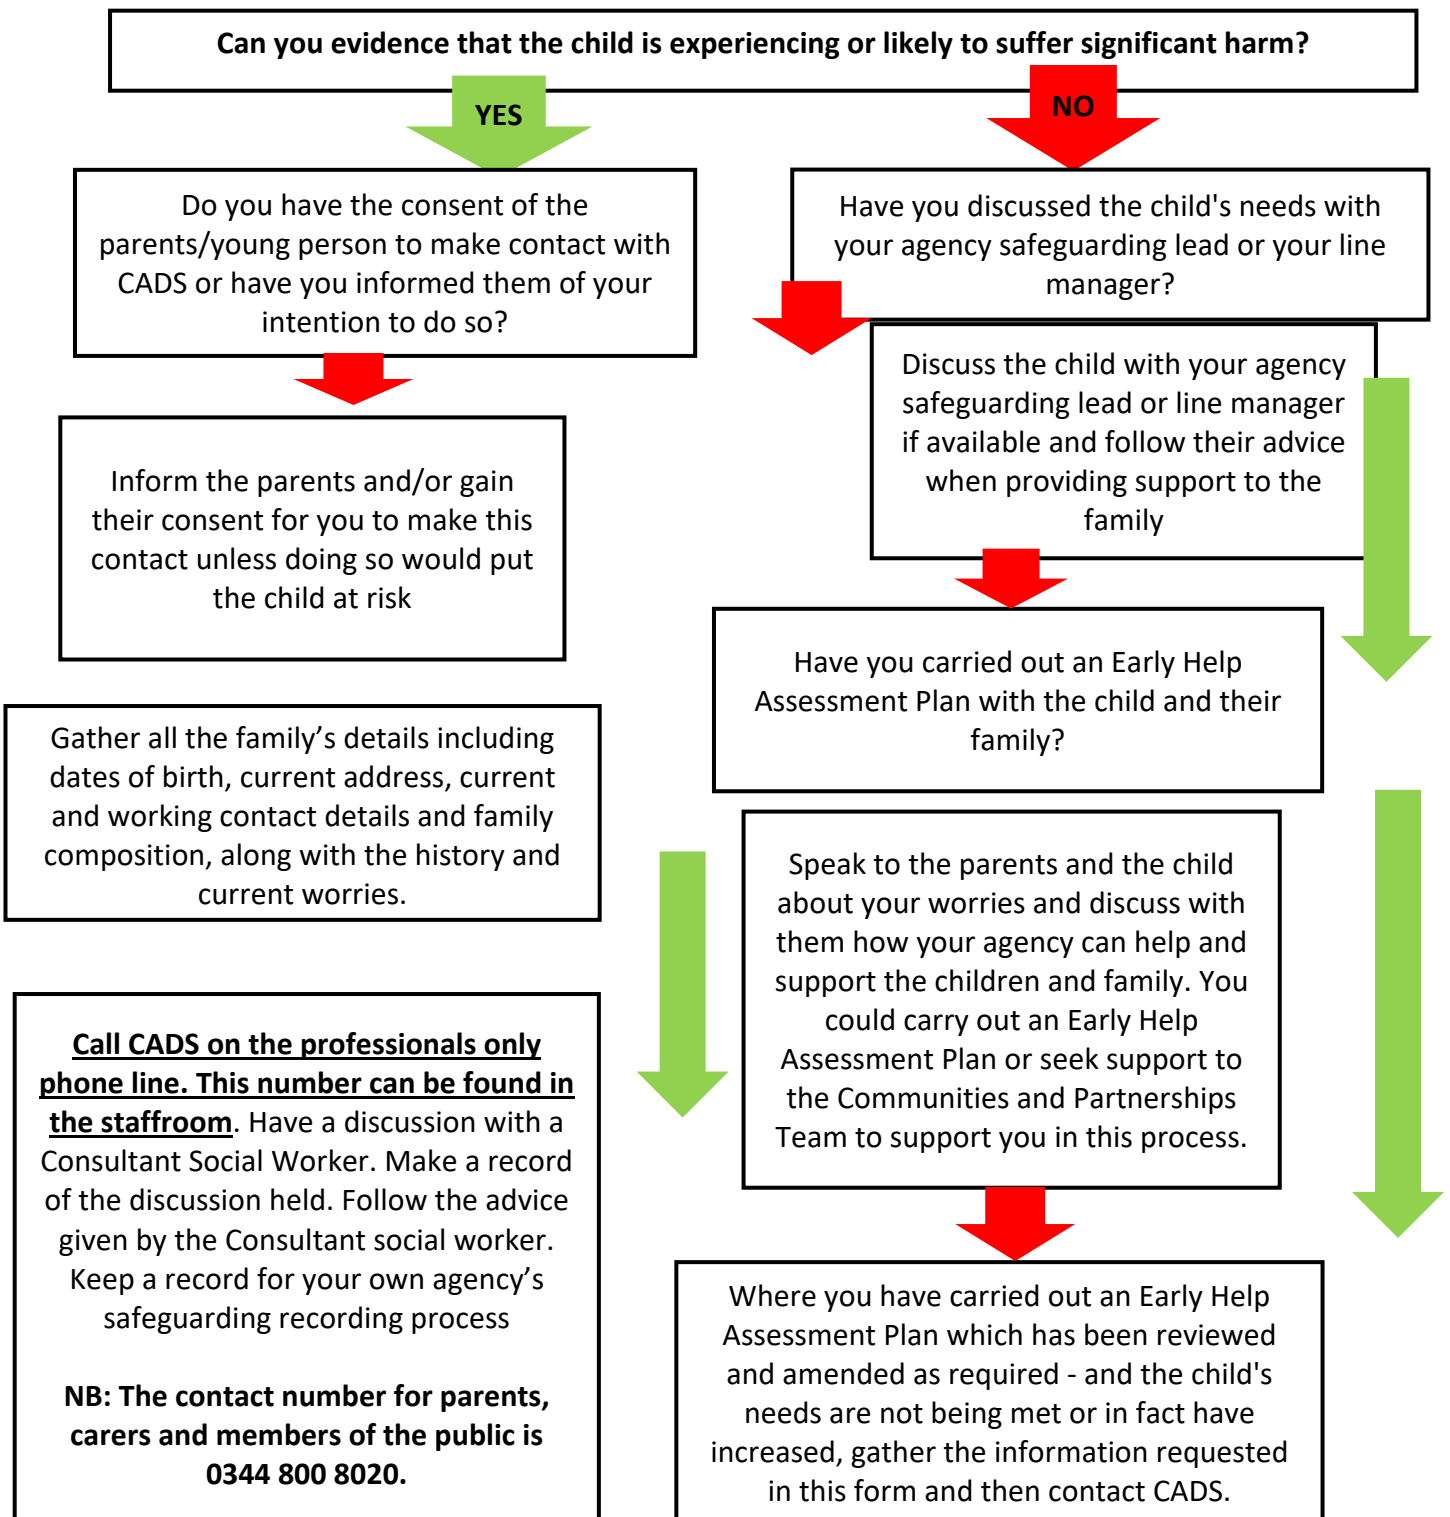 Can you evidence that the child is experiencing or likely to suffer significant harm?
YES
NO
Do you have the consent of the
parents/young person to make contact with
CADS or have you informed them of your
intention to do so?
Inform the parents and/or gain
their consent for you to make this
contact unless doing so would put
the child at risk
Gather all the family’s details including
dates of birth, current address, current
and working contact details and family
composition, along with the history and
current worries.
Call CADS on the professionals only
phone line. This number can be found in
the staffroom. Have a discussion with a
Consultant Social Worker. Make a record
of the discussion held. Follow the advice
given by the Consultant social worker.
Keep a record for your own agency’s
safeguarding recording process
NB: The contact number for parents,
carers and members of the public is
0344 800 8020.
Have you discussed the child's needs with
your agency safeguarding lead or your line
manager?
Discuss the child with your agency
safeguarding lead or line manager
if available and follow their advice
when providing support to the
family
Have you carried out an Early Help
Assessment Plan with the child and their
family?
Speak to the parents and the child
about your worries and discuss with
them how your agency can help and
support the children and family. You
could carry out an Early Help
Assessment Plan or seek support to
the Communities and Partnerships
Team to support you in this process.
Where you have carried out an Early Help
Assessment Plan which has been reviewed
and amended as required - and the child's
needs are not being met or in fact have
increased, gather the information requested
in this form and then contact CADS.